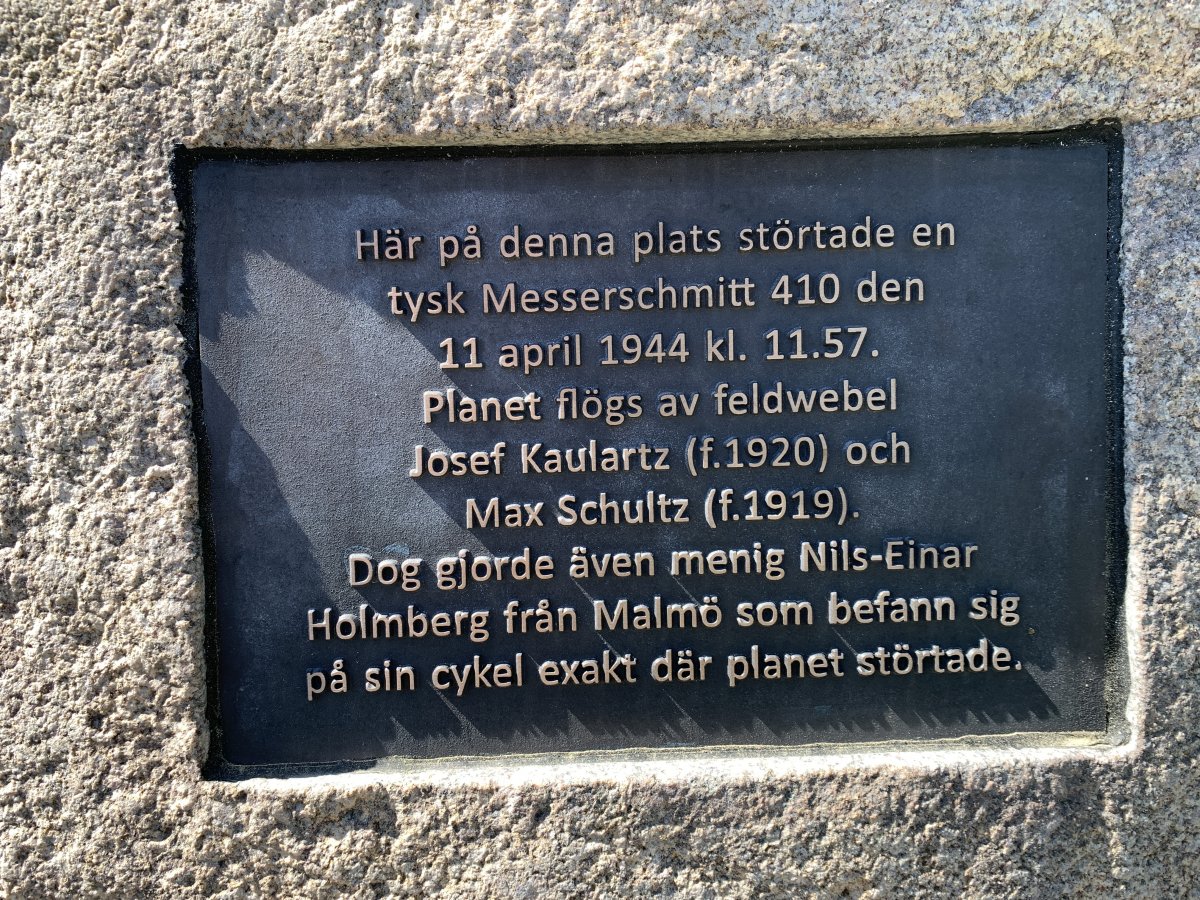 Här på denna plats störtade en
tysk Messerschmitt 410 den
11 april 1944 kl. 11.57.
Planet flögs av feldwebel
Josef Kaulartz (f.1920) och
Max Schultz (f.1919).
Dog gjorde även menig Nils-Einar
Holmberg från Malmö som befann sig
på sin cykel exakt där planet störtade.